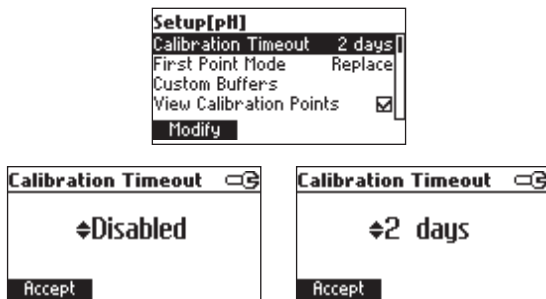 Setup[pH]
Calibration Timeout 2 days
First Point Mode Replace
Custom Buffers
View Calibration Points
Modify
Calibration Timeout
Disabled
Accept
Calibration Timeout
2 days
Accept